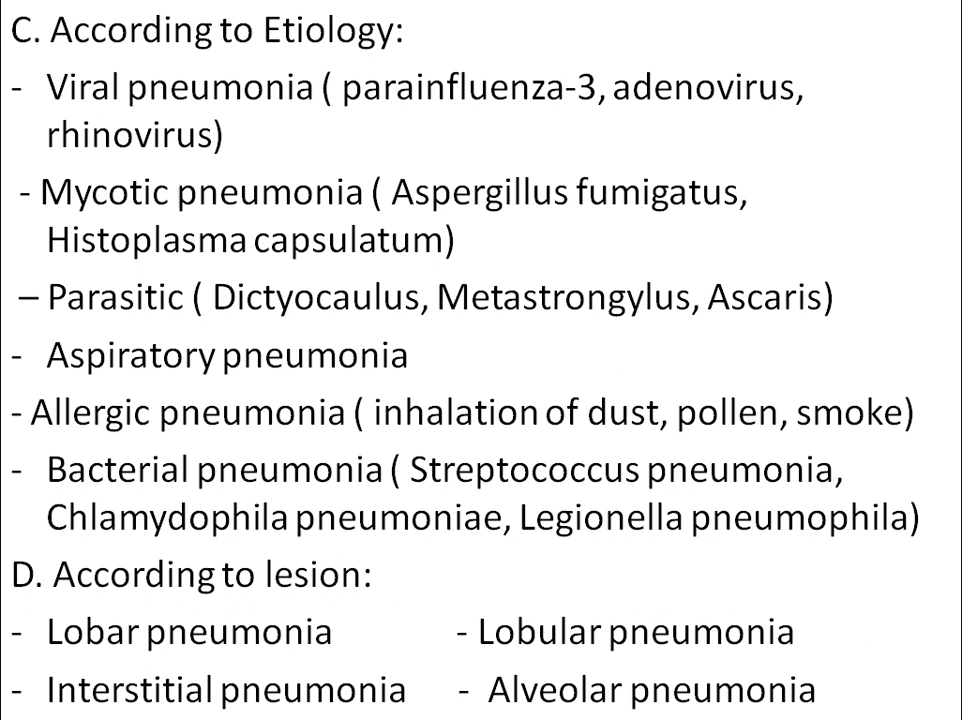 C. According to Etiology:
- Viral pneumonia ( parainfluenza-3, adenovirus,
rhinovirus)
- Mycotic pneumonia ( Aspergillus fumigatus,
Histoplasma capsulatum)
– Parasitic ( Dictyocaulus, Metastrongylus, Ascaris)
- Aspiratory pneumonia
- Allergic pneumonia ( inhalation of dust, pollen, smoke)
- Bacterial pneumonia ( Streptococcus pneumonia,
Chlamydophila pneumoniae, Legionella pneumophila)
D. According to lesion:
- Lobar pneumonia - Lobular pneumonia
- Interstitial pneumonia - Alveolar pneumonia